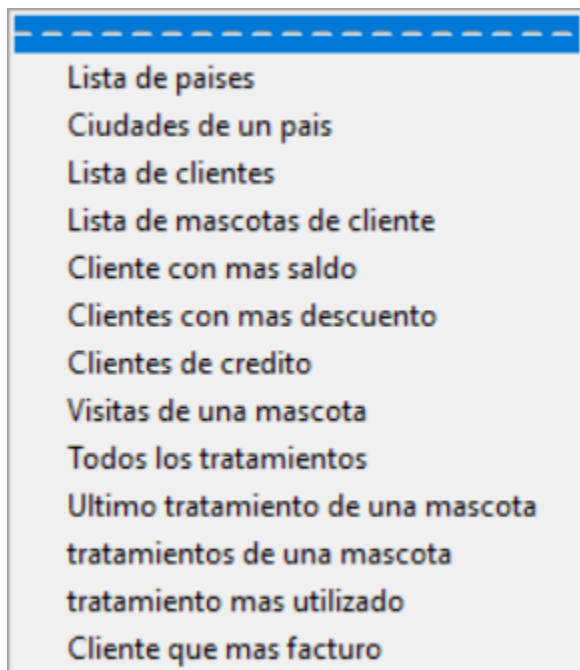 Lista de paises
Ciudades de un pais
Lista de clientes
Lista de mascotas de cliente
Cliente con mas saldo
Clientes con mas descuento
Clientes de credito
Visitas de una mascota
Todos los tratamientos
Ultimo tratamiento de una mascota
tratamientos de una mascota
tratamiento mas utilizado
Cliente que mas facturo